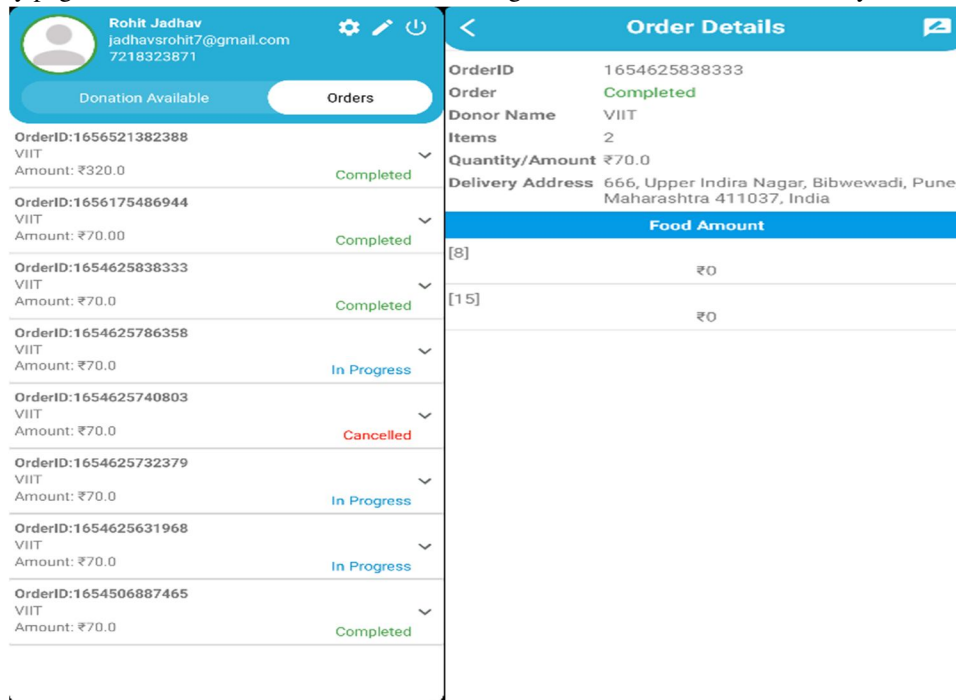 Rohit Jadhav
jadhavsrohit7@gmail.com
7218323871
Donation Available
Orders
OrderID:1656521382388
VIIT
Amount: ₹320.0
Completed
OrderID:1656175486944
VIIT
Amount: ₹70.00
Completed
OrderID:1654625838333
VIIT
Amount: ₹70.0
Completed
OrderID:1654625786358
VIIT
Amount: ₹70.0
In Progress
OrderID:1654625740803
VIIT
Amount: ₹70.0
Cancelled
OrderID:1654625732379
VIIT
Amount: ₹70.0
In Progress
OrderID:1654625631968
VIIT
Amount: ₹70.0
In Progress
OrderID:1654506887465
VIIT
Amount: ₹70.0
Completed
Order Details
OrderID 1654625838333
Order Completed
Donor Name VIIT
Items 2
Quantity/Amount ₹70.0
Delivery Address 666, Upper Indira Nagar, Bibwewadi, Pune
Maharashtra 411037, India
Food Amount
[8]
₹0
[15]
₹0